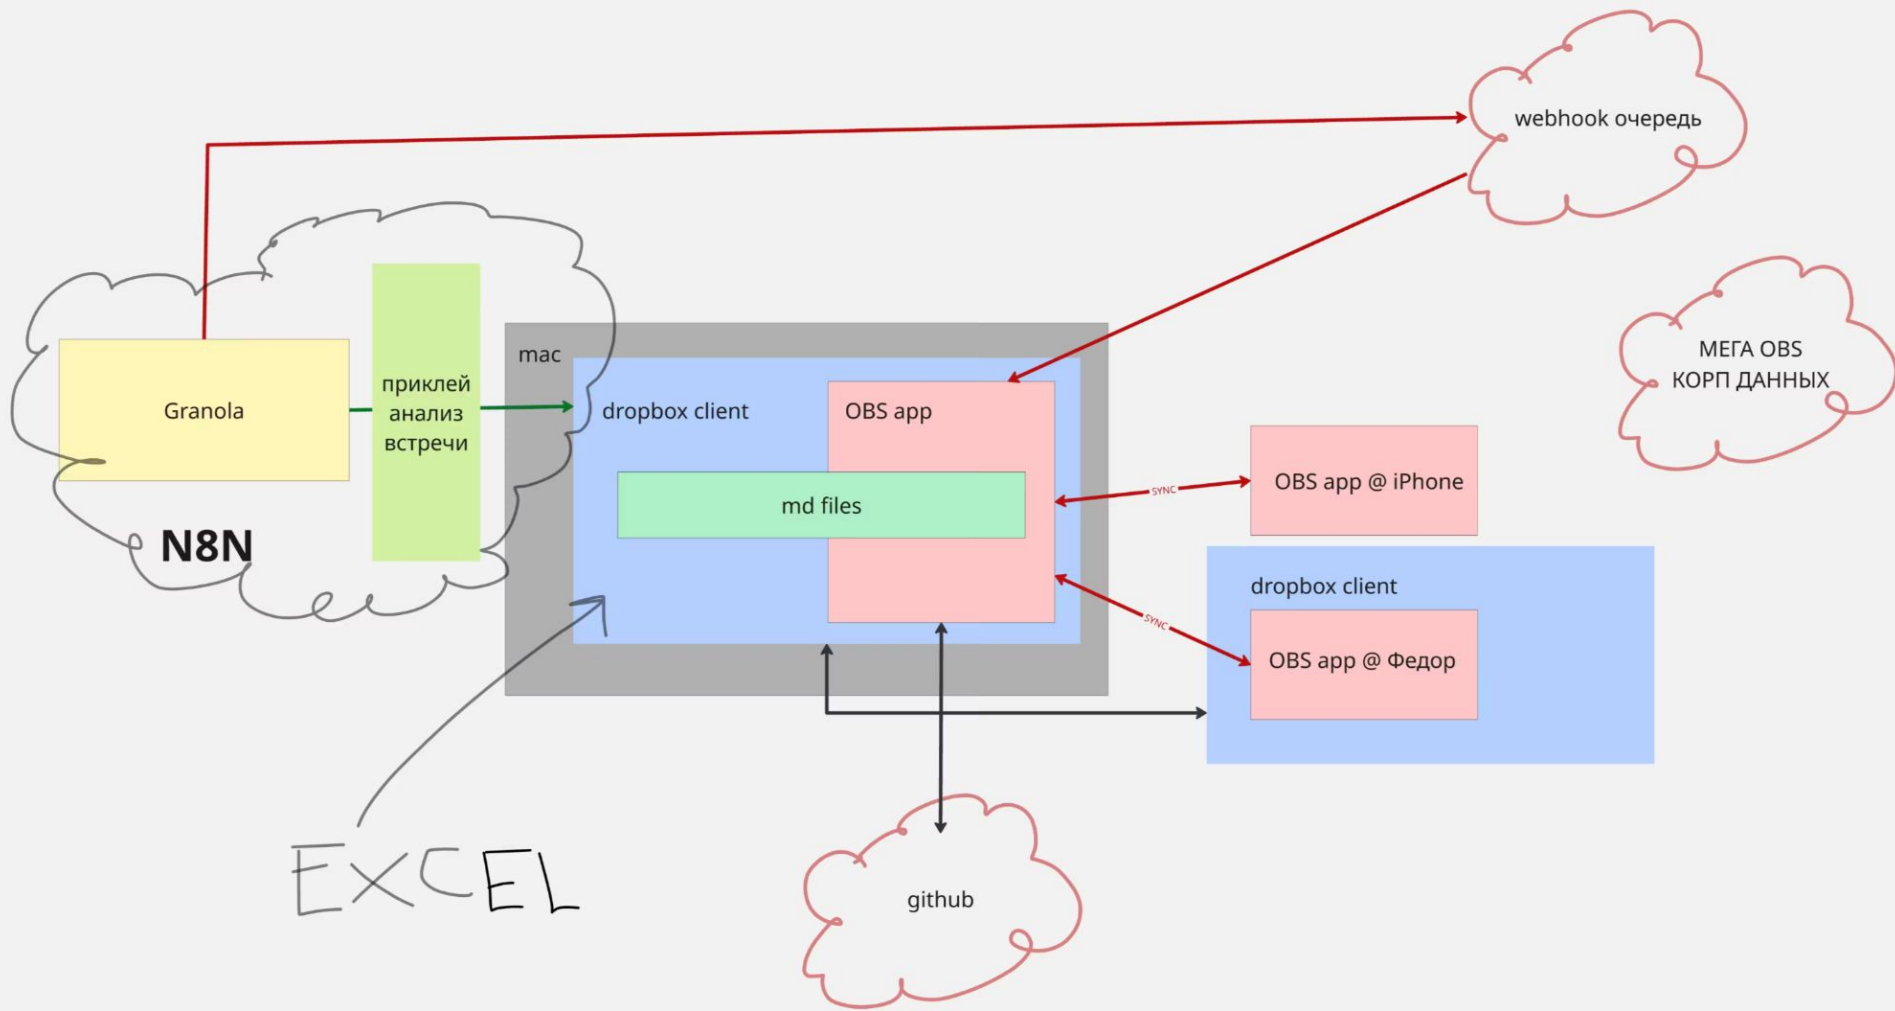 webhook очередь
mac
Granola
приклей
анализ
встречи
dropbox client
OBS app
МЕГА OBS
КОРП ДАННЫХ
md files
SYNC
OBS app @ iPhone
N8N
dropbox client
SYNC
OBS app @ Федор
EXCEL
github